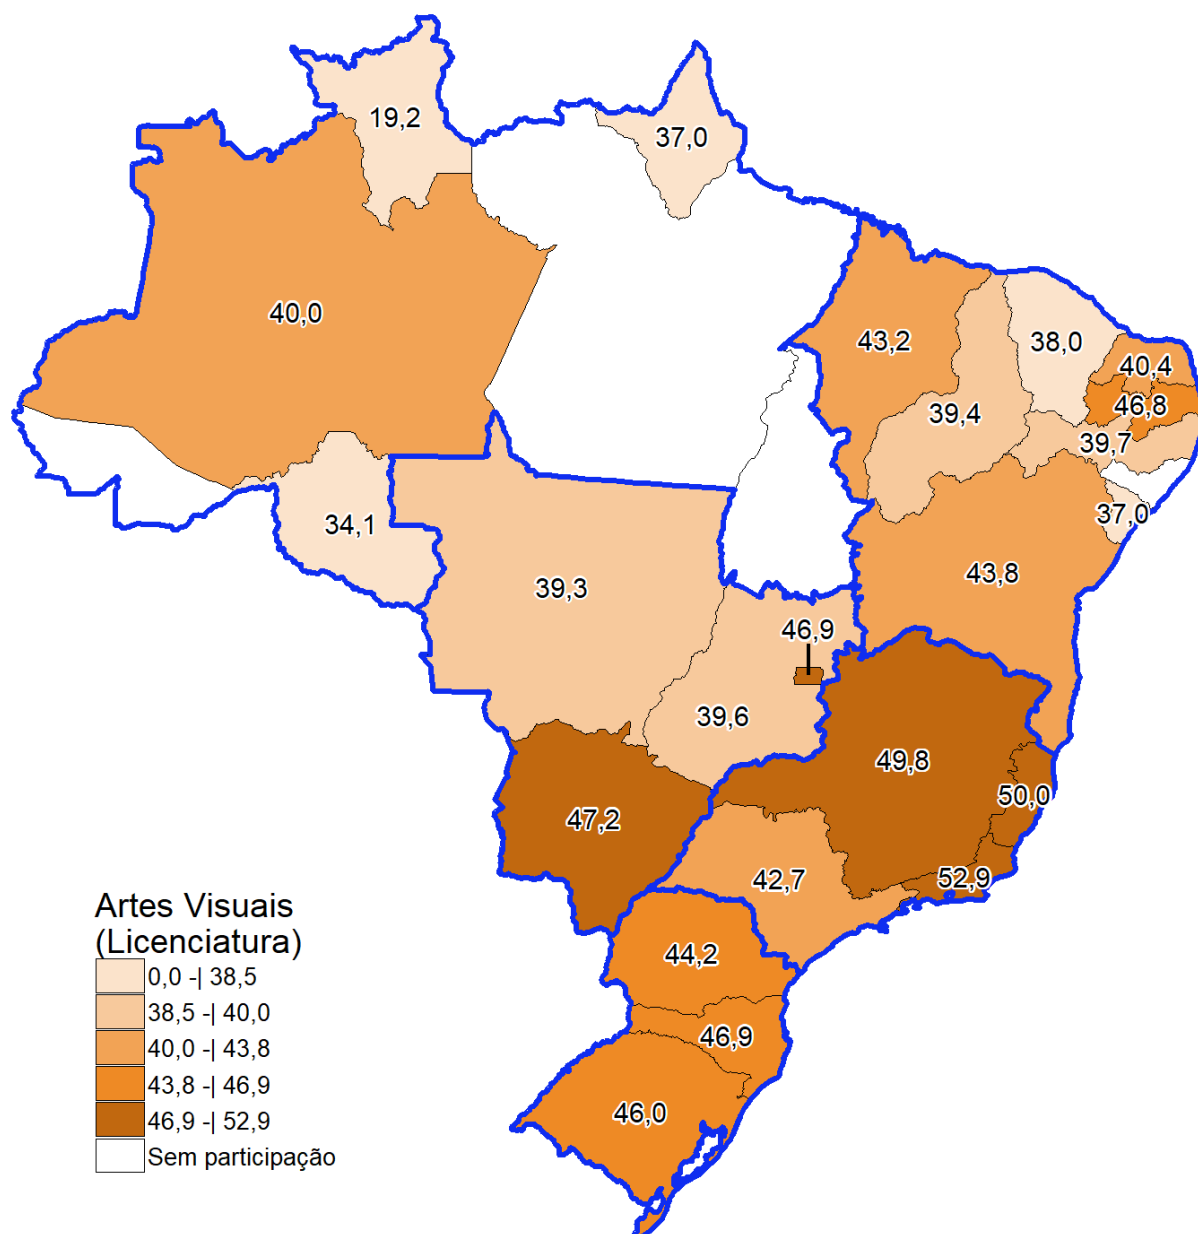 19,2
37,0
40,0
43,2
38,0
40,4
46,8
39,4
39,7
37,0
34,1
43,8
39,3
46,9
39,6
49,8
50,0
47,2
42,7
52,9
44,2
46,9
46,0
Artes Visuais
(Licenciatura)
0,0 -| 38,5
38,5 -| 40,0
40,0 -| 43,8
43,8 -| 46,9
46,9 -| 52,9
Sem participação